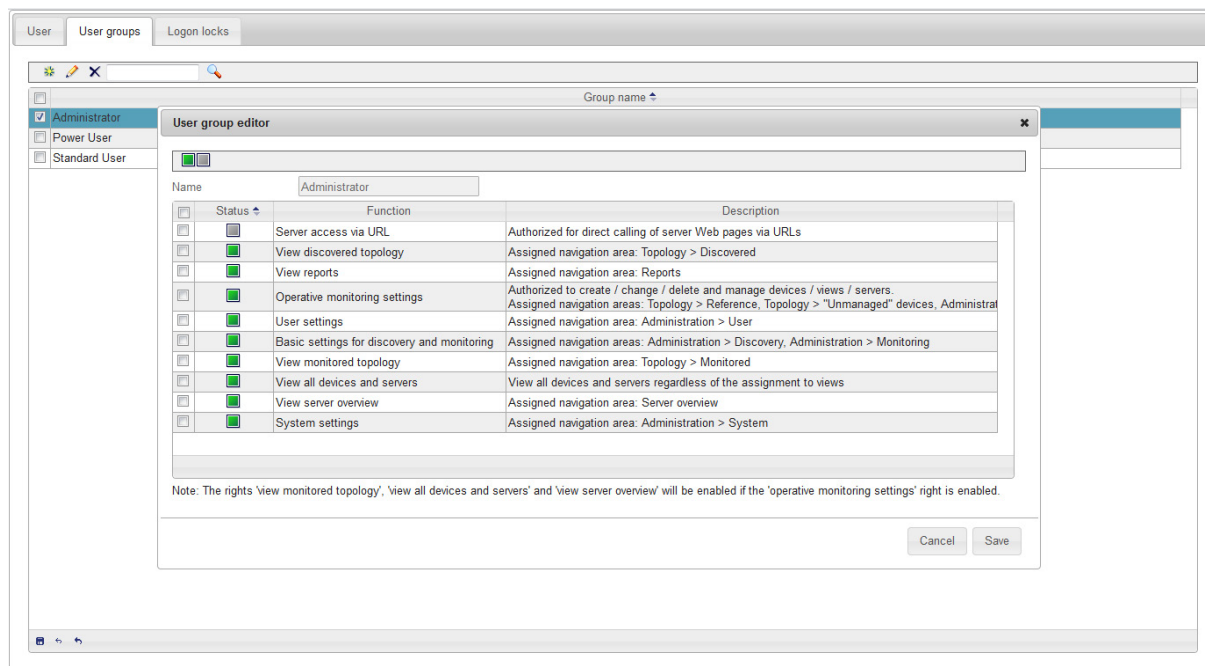 User User groups Logon locks
Group name
Administrator
Power User
Standard User
User group editor
Name Administrator
Status Function Description
Server access via URL Authorized for direct calling of server Web pages via URLs
View discovered topology Assigned navigation area: Topology > Discovered
View reports Assigned navigation area: Reports
Operative monitoring settings Authorized to create / change / delete and manage devices / views / servers.
Assigned navigation areas: Topology > Reference, Topology > "Unmanaged" devices, Administrat
User settings Assigned navigation area: Administration > User
Basic settings for discovery and monitoring Assigned navigation areas: Administration > Discovery, Administration > Monitoring
View monitored topology Assigned navigation area: Topology > Monitored
View all devices and servers View all devices and servers regardless of the assignment to views
View server overview Assigned navigation area: Server overview
System settings Assigned navigation area: Administration > System
Note: The rights 'view monitored topology', 'view all devices and servers' and 'view server overview' will be enabled if the 'operative monitoring settings' right is enabled.
Cancel Save